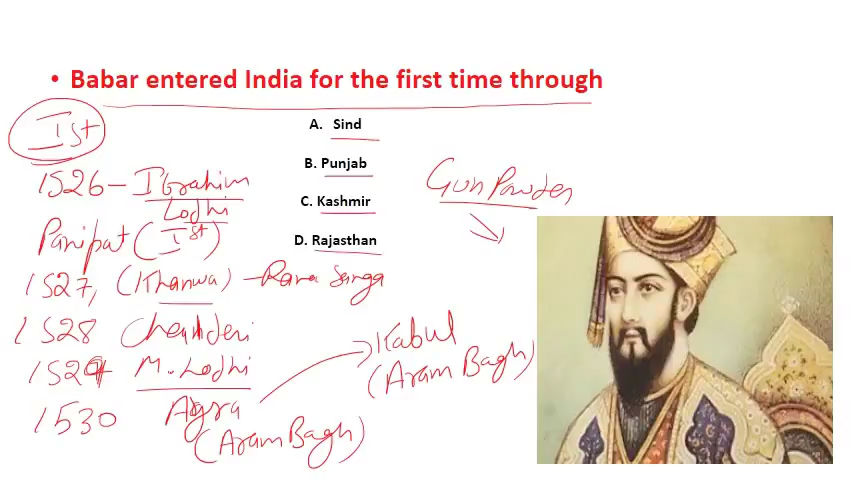 • Babar entered India for the first time through
Ist
A. Sind
B. Punjab
C. Kashmir
D. Rajasthan
1526 - Ibrahim
Lodhi
Panipat (Ist)
1527, (Khanwa) - Rana Sanga
1528 Chanderi
1529 M. Lodhi
1530 Agra
(Aram Bagh)
Gun Powder
Kabul
(Aram Bagh)